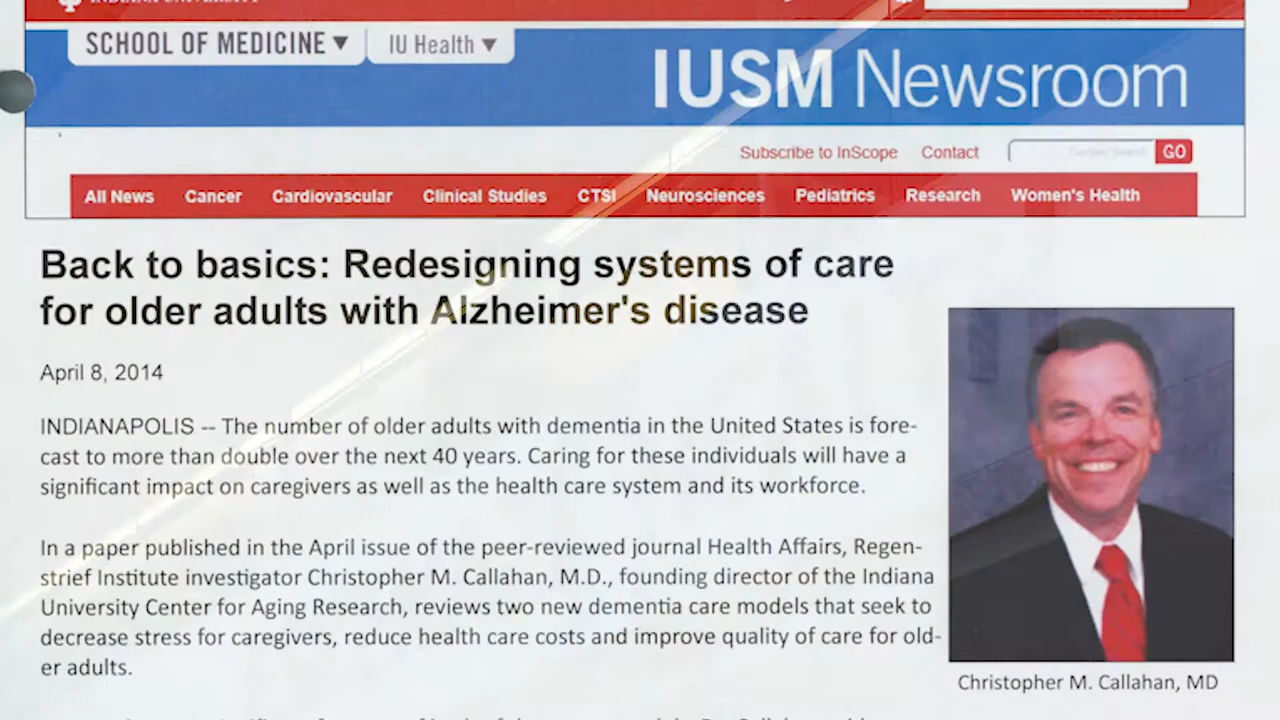 INDIANA UNIVERSITY
SCHOOL OF MEDICINE ▼ IU Health ▼
IUSM Newsroom
Subscribe to InScope Contact GO
All News Cancer Cardiovascular Clinical Studies CTSI Neurosciences Pediatrics Research Women's Health
Back to basics: Redesigning systems of care
for older adults with Alzheimer's disease
April 8, 2014
INDIANAPOLIS -- The number of older adults with dementia in the United States is fore-
cast to more than double over the next 40 years. Caring for these individuals will have a
significant impact on caregivers as well as the health care system and its workforce.
In a paper published in the April issue of the peer-reviewed journal Health Affairs, Regen-
strief Institute investigator Christopher M. Callahan, M.D., founding director of the Indiana
University Center for Aging Research, reviews two new dementia care models that seek to
decrease stress for caregivers, reduce health care costs and improve quality of care for old-
er adults.
Christopher M. Callahan, MD